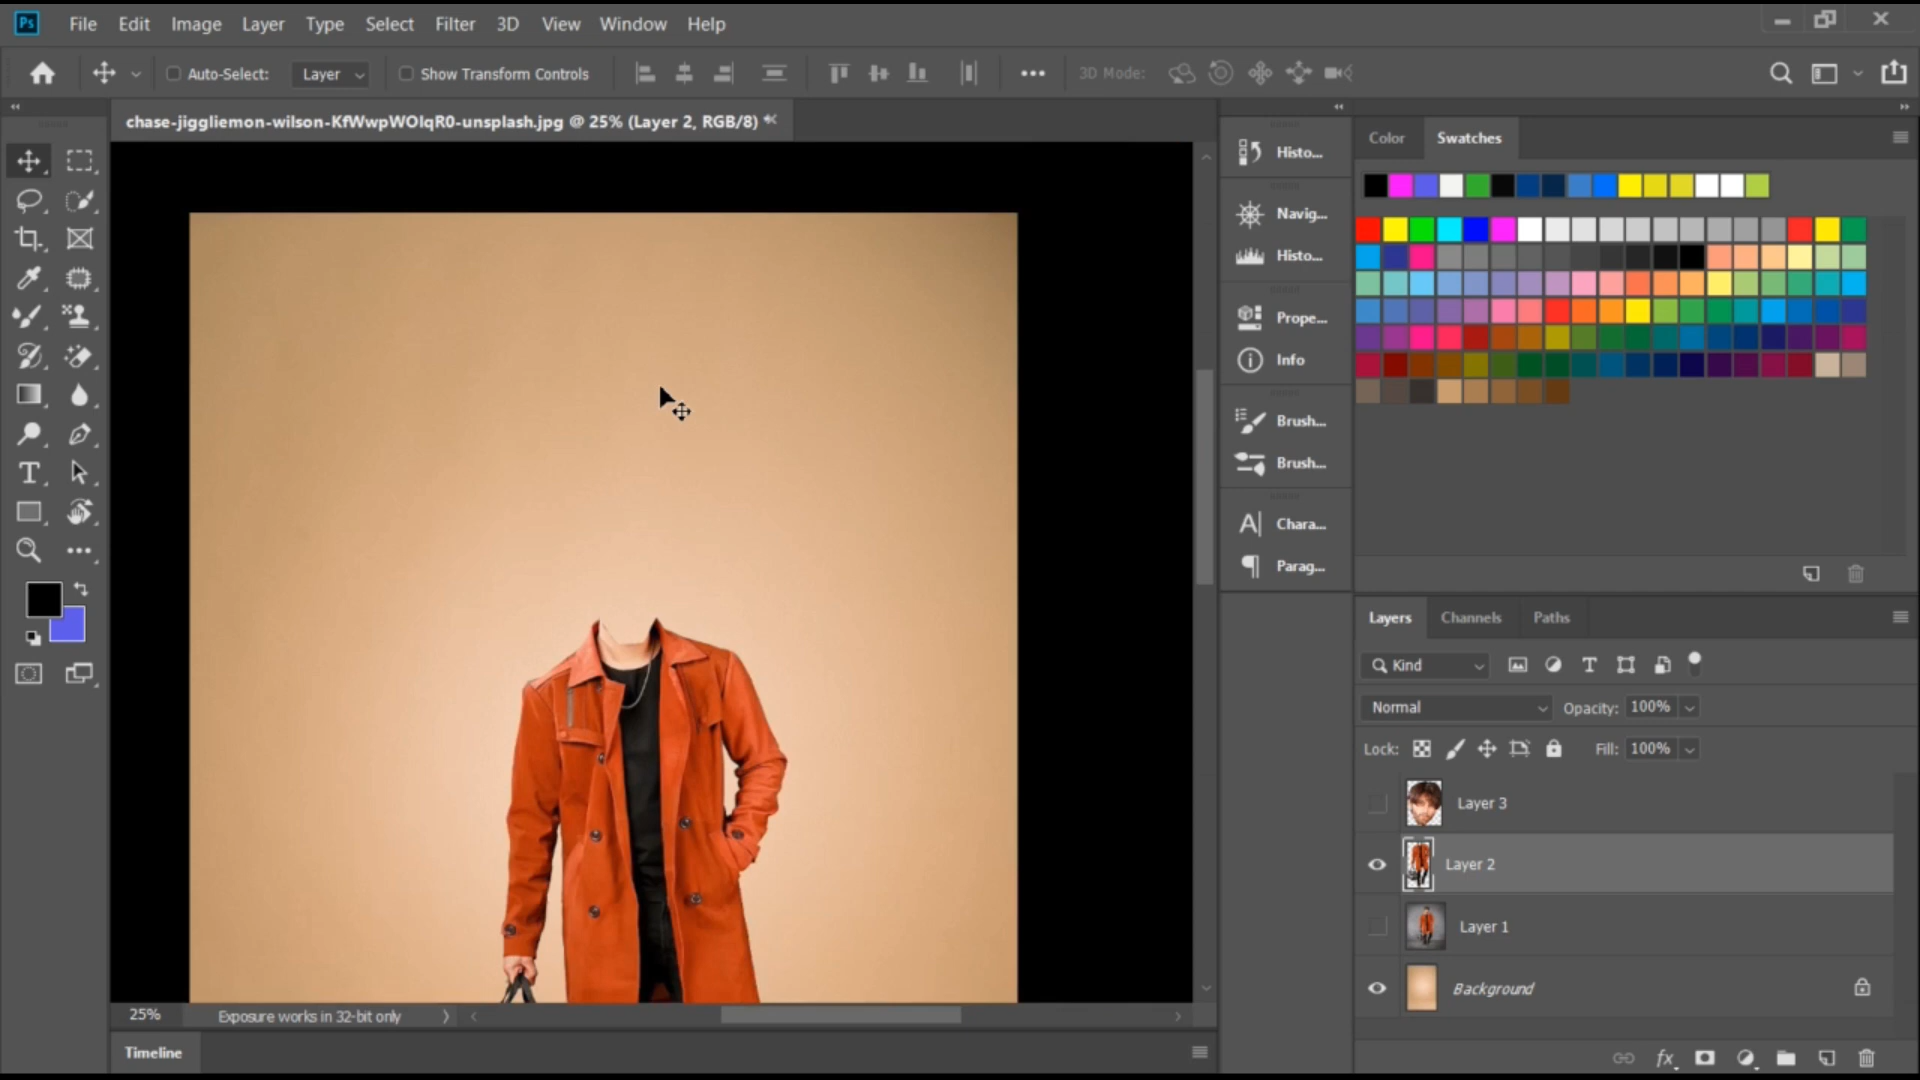 Ps File Edit Image Layer Type Select Filter 3D View Window Help
Auto-Select: Layer Show Transform Controls 3D Mode:
chase-jiggliemon-wilson-KfWwpWOlqR0-unsplash.jpg @ 25% (Layer 2, RGB/8) *
Histo...
Navig...
Histo...
Prope...
Info
Brush...
Brush...
Chara...
Parag...
Color Swatches
Layers Channels Paths
Kind
Normal Opacity: 100%
Lock: Fill: 100%
Layer 3
Layer 2
Layer 1
Background
fx
25% Exposure works in 32-bit only
Timeline